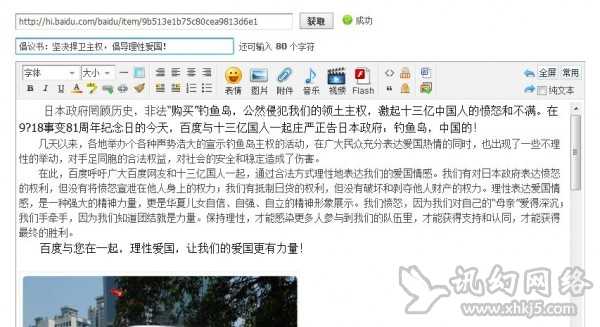 http://hi.baidu.com/baidu/item/9b513e1b75c80cea9813d6e1 获取 成功
倡议书：坚决捍卫主权，倡导理性爱国! 还可输入 80 个字符
字体 大小 表情 图片 附件 音乐 视频 Flash 全屏 常用
B I U A 纯文本
日本政府罔顾历史，非法"购买"钓鱼岛，公然侵犯我们的领土主权，激起十三亿中国人的愤怒和不满。在
9?18事变81周年纪念日的今天，百度与十三亿国人一起庄严正告日本政府：钓鱼岛，中国的!
几天以来，各地举办个各种声势浩大的宣示钓鱼岛主权的活动，在广大民众充分表达爱国热情的同时，也出现了一些不理
性的举动，对手足同胞的合法权益，对社会的安全和稳定造成了伤害。
在此，百度呼吁广大百度网友和十三亿国人一起，通过合法方式理性地表达我们的爱国情感。我们有对日本政府表达愤怒
的权利，但没有将愤怒宣泄在他人身上的权力；我们有抵制日货的权利，但没有破坏和剥夺他人财产的权力。理性表达爱国情
感，是一种强大的精神力量，更是华夏儿女自信、自强、自立的精神形象展示。我们愤怒，因为我们对自己的"母亲"爱得深沉；
我们手牵手，因为我们知道团结就是力量。保持理性，才能感染更多人参与到我们的队伍里，才能获得支持和认同，才能获得
最终的胜利。
百度与您在一起，理性爱国，让我们的爱国更有力量!
讯幻网络
www.xhkj5.com